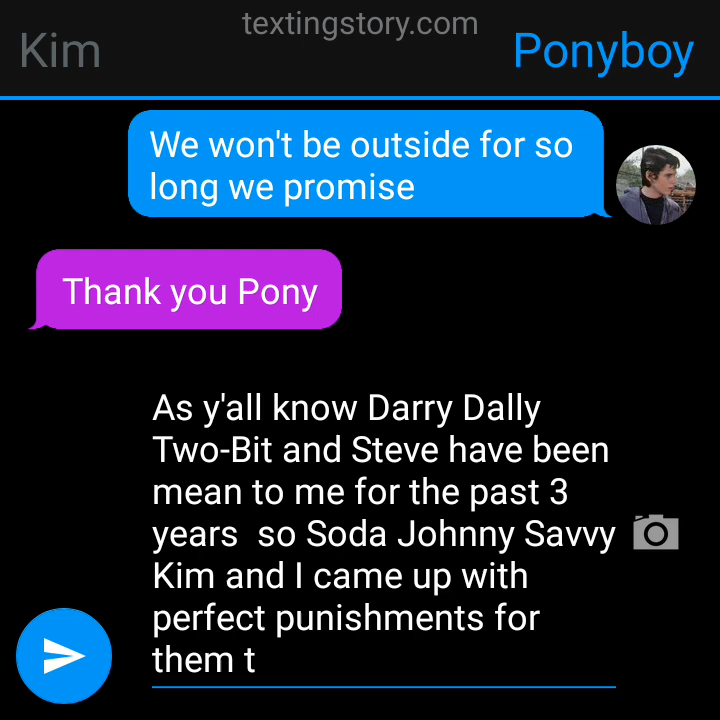 textingstory.com
Kim
Ponyboy
We won't be outside for so
long we promise
Thank you Pony
As y'all know Darry Dally
Two-Bit and Steve have been
mean to me for the past 3
years  so Soda Johnny Savvy
Kim and I came up with
perfect punishments for
them t